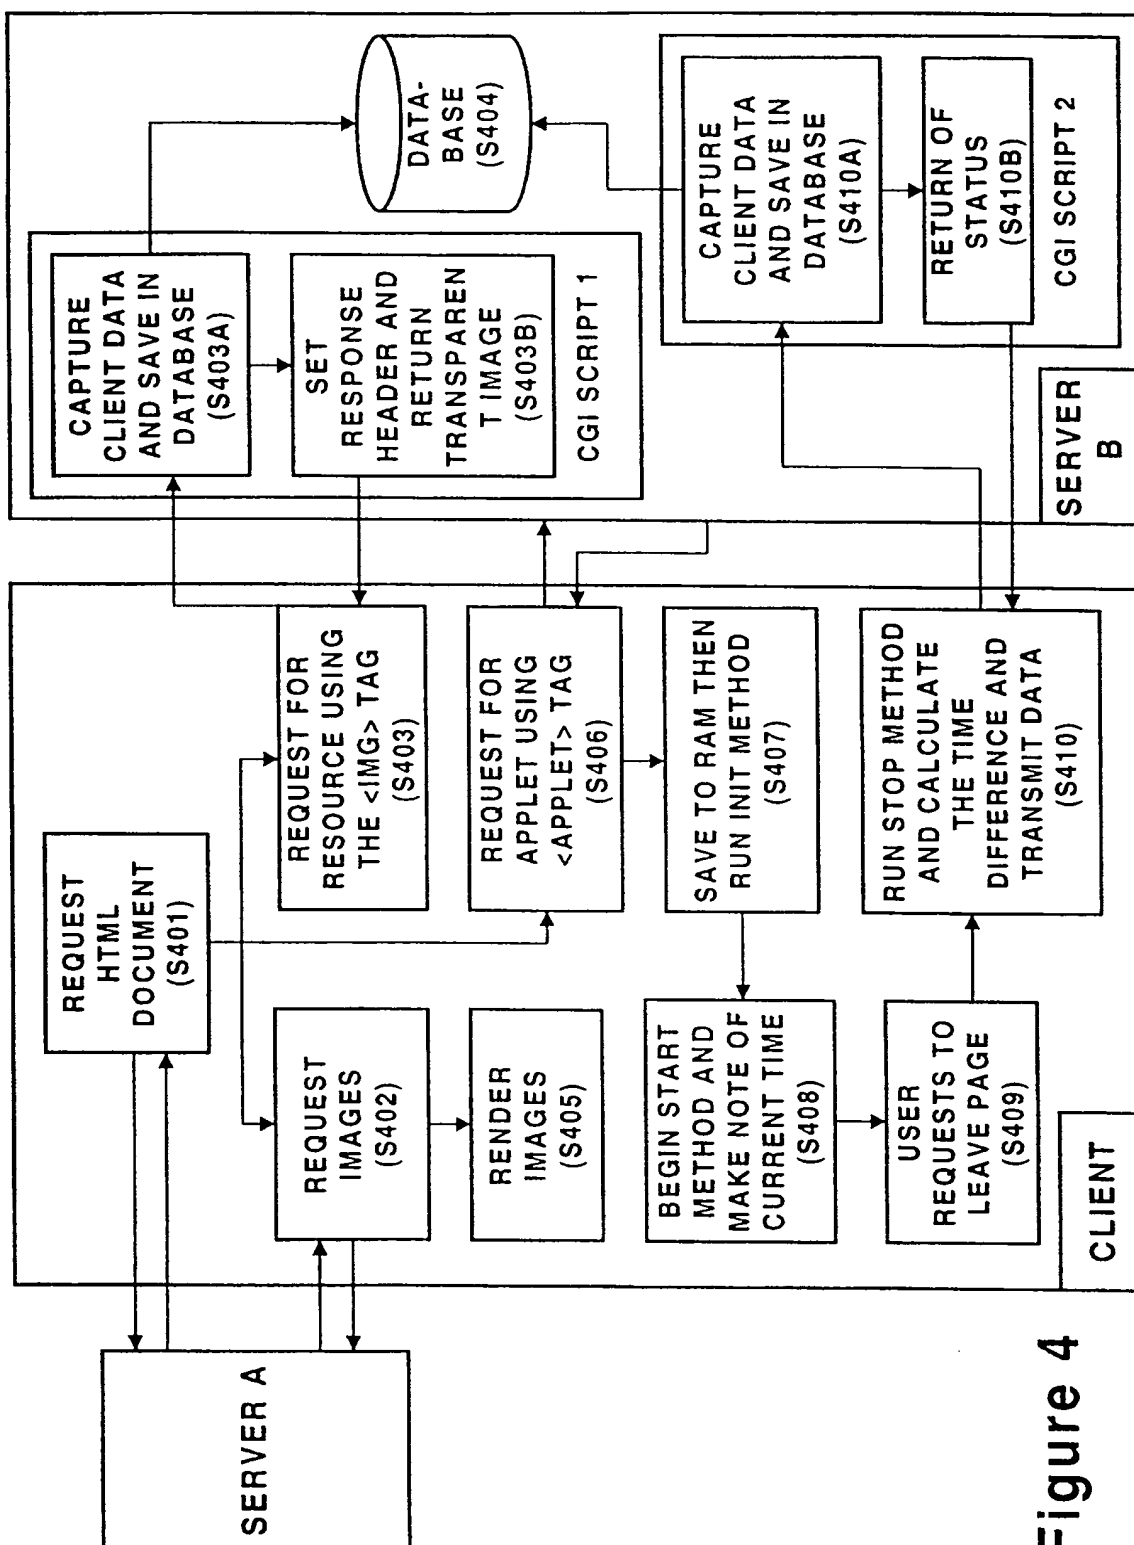 SERVER A
REQUEST
HTML
DOCUMENT
(S401)
REQUEST
IMAGES
(S402)
REQUEST FOR
RESOURCE USING
THE <IMG> TAG
(S403)
RENDER
IMAGES
(S405)
REQUEST FOR
APPLET USING
<APPLET> TAG
(S406)
BEGIN START
METHOD AND
MAKE NOTE OF
CURRENT TIME
(S408)
SAVE TO RAM THEN
RUN INIT METHOD
(S407)
USER
REQUESTS TO
LEAVE PAGE
(S409)
RUN STOP METHOD
AND CALCULATE
THE TIME
DIFFERENCE AND
TRANSMIT DATA
(S410)
CLIENT
CAPTURE
CLIENT DATA
AND SAVE IN
DATABASE
(S403A)
SET
RESPONSE
HEADER AND
RETURN
TRANSPAREN
T IMAGE
(S403B)
CGI SCRIPT 1
DATA-
BASE
(S404)
CAPTURE
CLIENT DATA
AND SAVE IN
DATABASE
(S410A)
RETURN OF
STATUS
(S410B)
CGI SCRIPT 2
SERVER
B
Figure 4